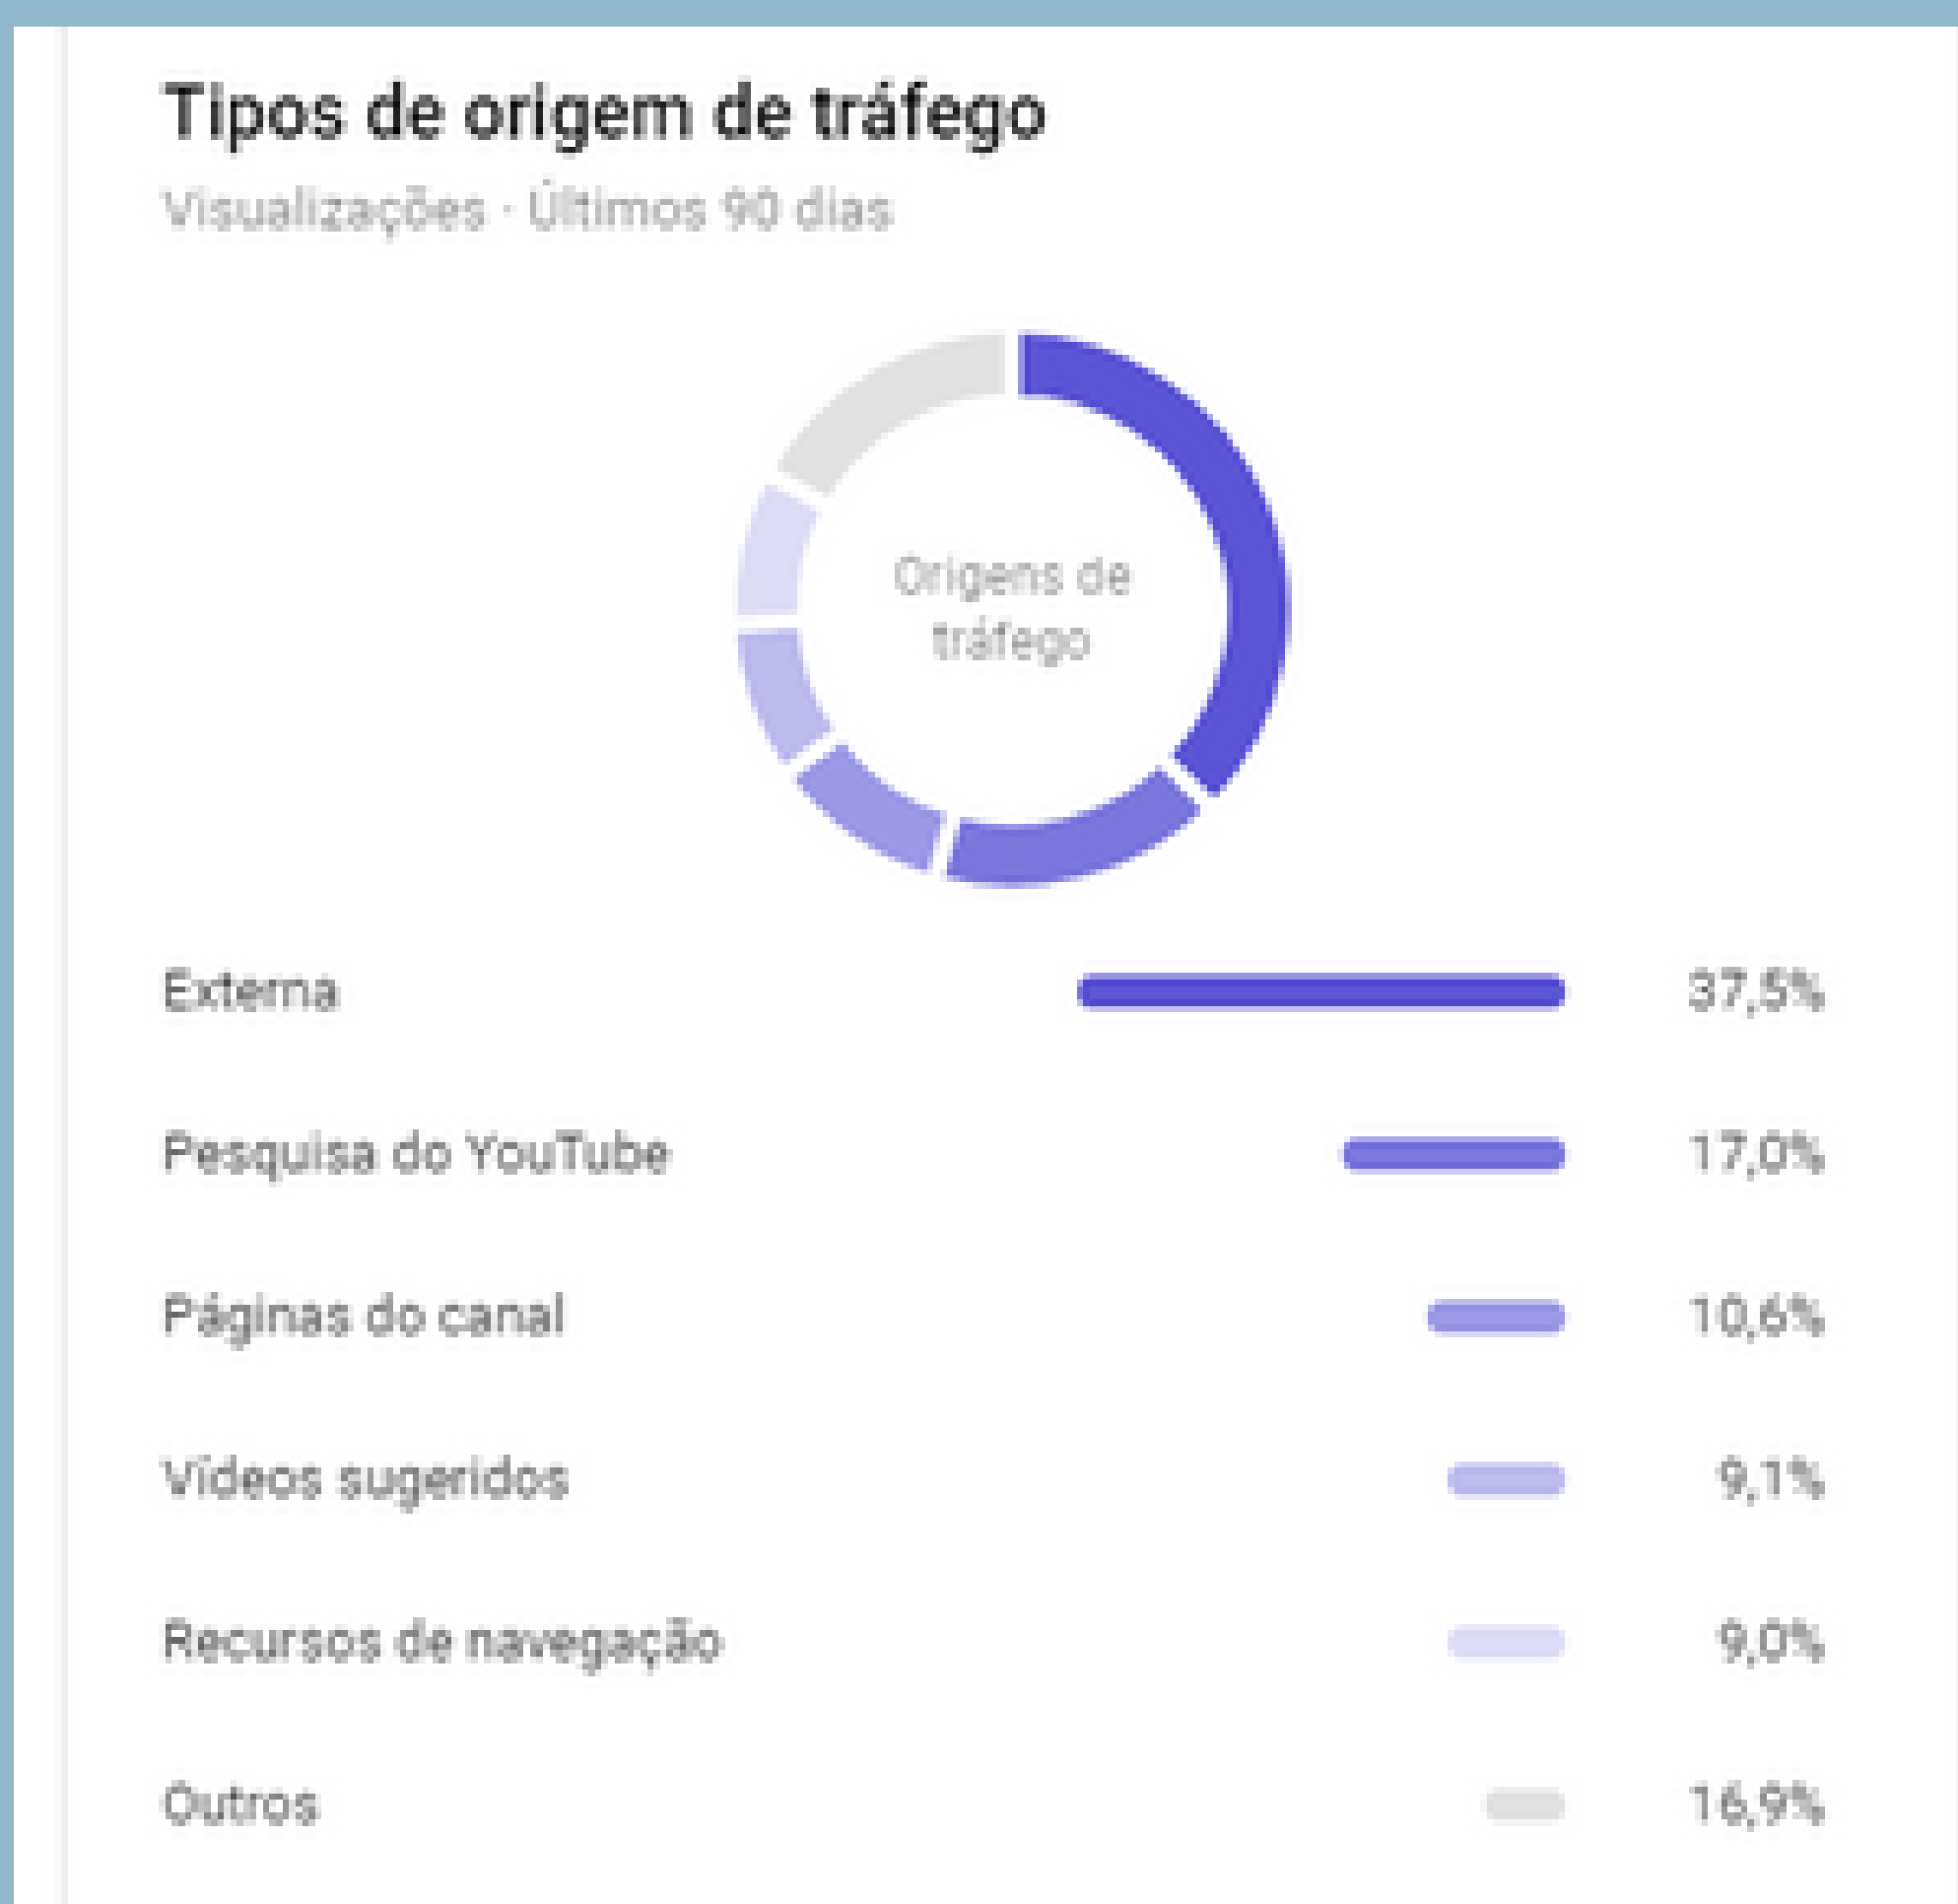 Tipos de origem de tráfego
Visualizações · Últimos 90 dias
Origens de
tráfego
Externa 37,5%
Pesquisa do YouTube 17,0%
Páginas do canal 10,6%
Vídeos sugeridos 9,1%
Recursos de navegação 9,0%
Outros 16,9%